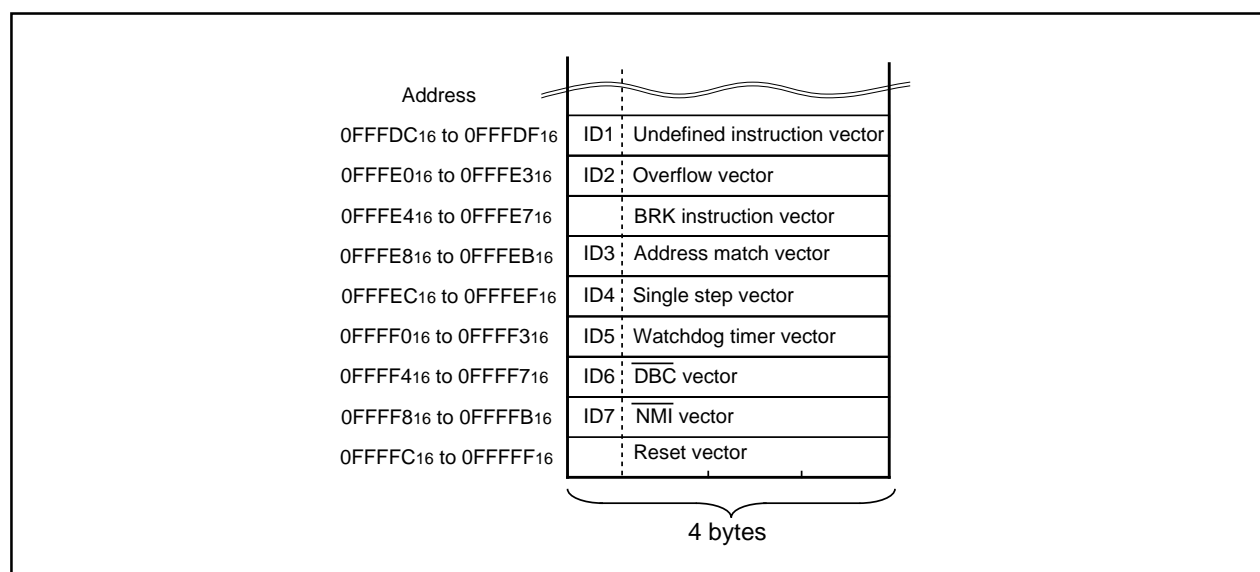 Address
0FFFDC16 to 0FFFDF16 ID1 Undefined instruction vector
0FFFE016 to 0FFFE316 ID2 Overflow vector
0FFFE416 to 0FFFE716 BRK instruction vector
0FFFE816 to 0FFFEB16 ID3 Address match vector
0FFFEC16 to 0FFFEF16 ID4 Single step vector
0FFFF016 to 0FFFF316 ID5 Watchdog timer vector
0FFFF416 to 0FFFF716 ID6 DBC vector
0FFFF816 to 0FFFFB16 ID7 NMI vector
0FFFFC16 to 0FFFFF16 Reset vector
4 bytes